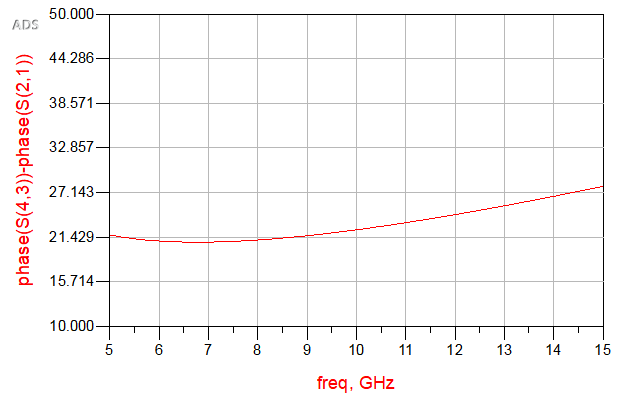 ADS
phase(S(4,3))-phase(S(2,1))
50.000
44.286
38.571
32.857
27.143
21.429
15.714
10.000
5 6 7 8 9 10 11 12 13 14 15
freq, GHz